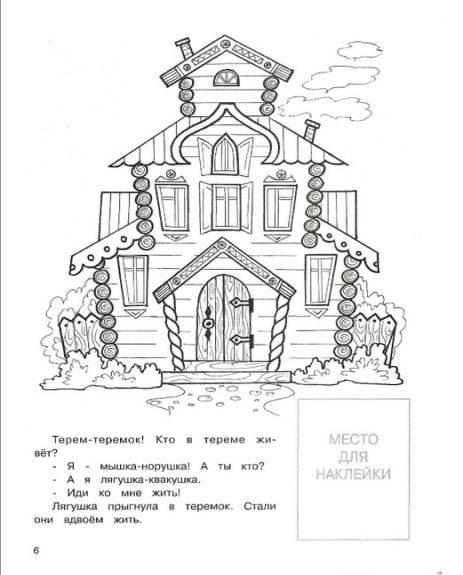 Терем-теремок! Кто в тереме жи-
вёт?
- Я - мышка-норушка! А ты кто?
- А я лягушка-квакушка.
- Иди ко мне жить!
Лягушка прыгнула в теремок. Стали
они вдвоём жить.
МЕСТО
ДЛЯ
НАКЛЕЙКИ
6